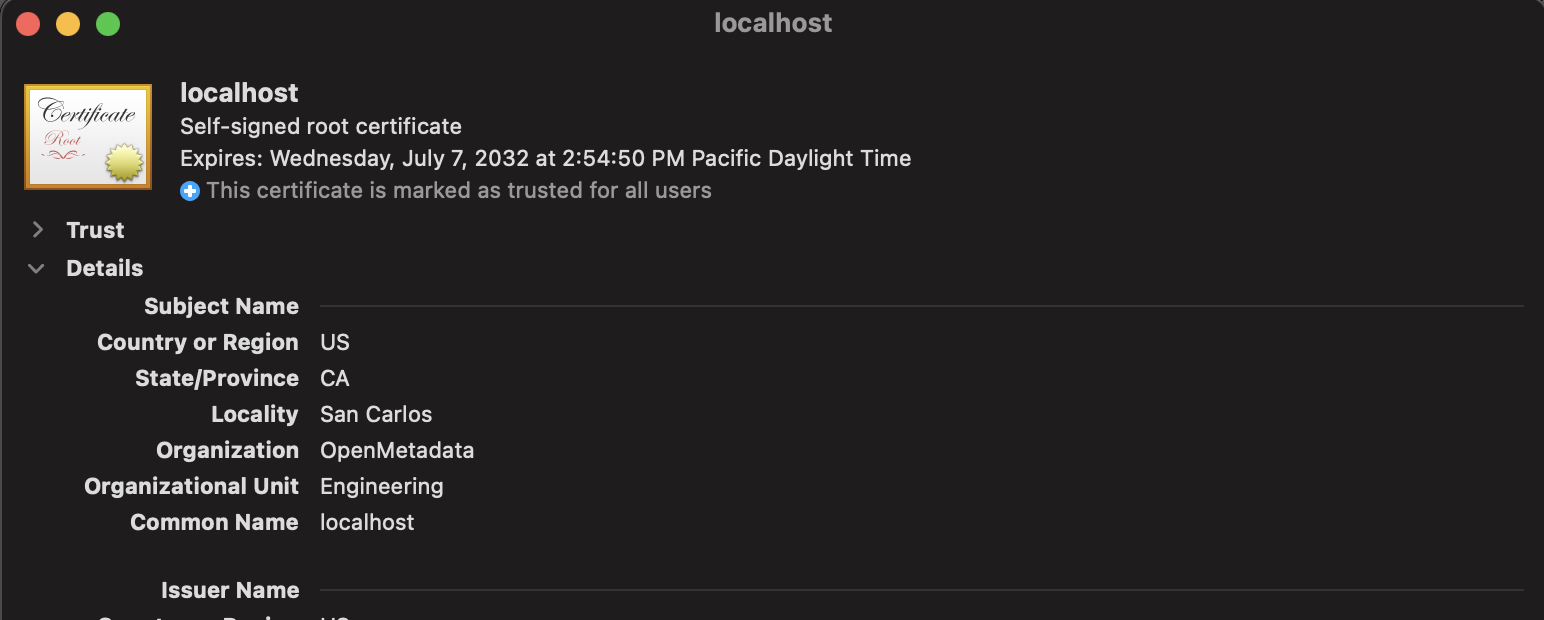 localhost
Certificate
Root
localhost
Self-signed root certificate
Expires: Wednesday, July 7, 2032 at 2:54:50 PM Pacific Daylight Time
This certificate is marked as trusted for all users
Trust
Details
Subject Name
Country or Region US
State/Province CA
Locality San Carlos
Organization OpenMetadata
Organizational Unit Engineering
Common Name localhost
Issuer Name